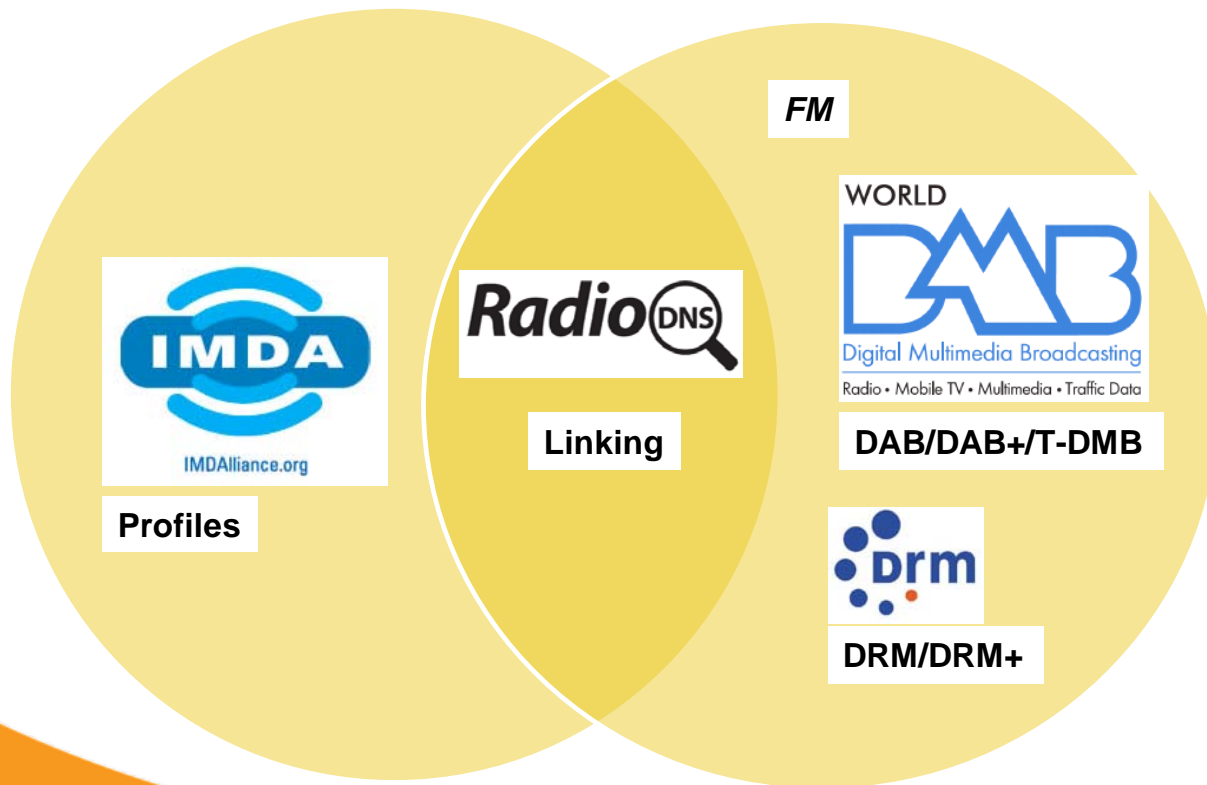 IMDA
IMDAlliance.org
Profiles
Radio DNS
Linking
FM
WORLD
DMB
Digital Multimedia Broadcasting
Radio • Mobile TV • Multimedia • Traffic Data
DAB/DAB+/T-DMB
Drm
DRM/DRM+